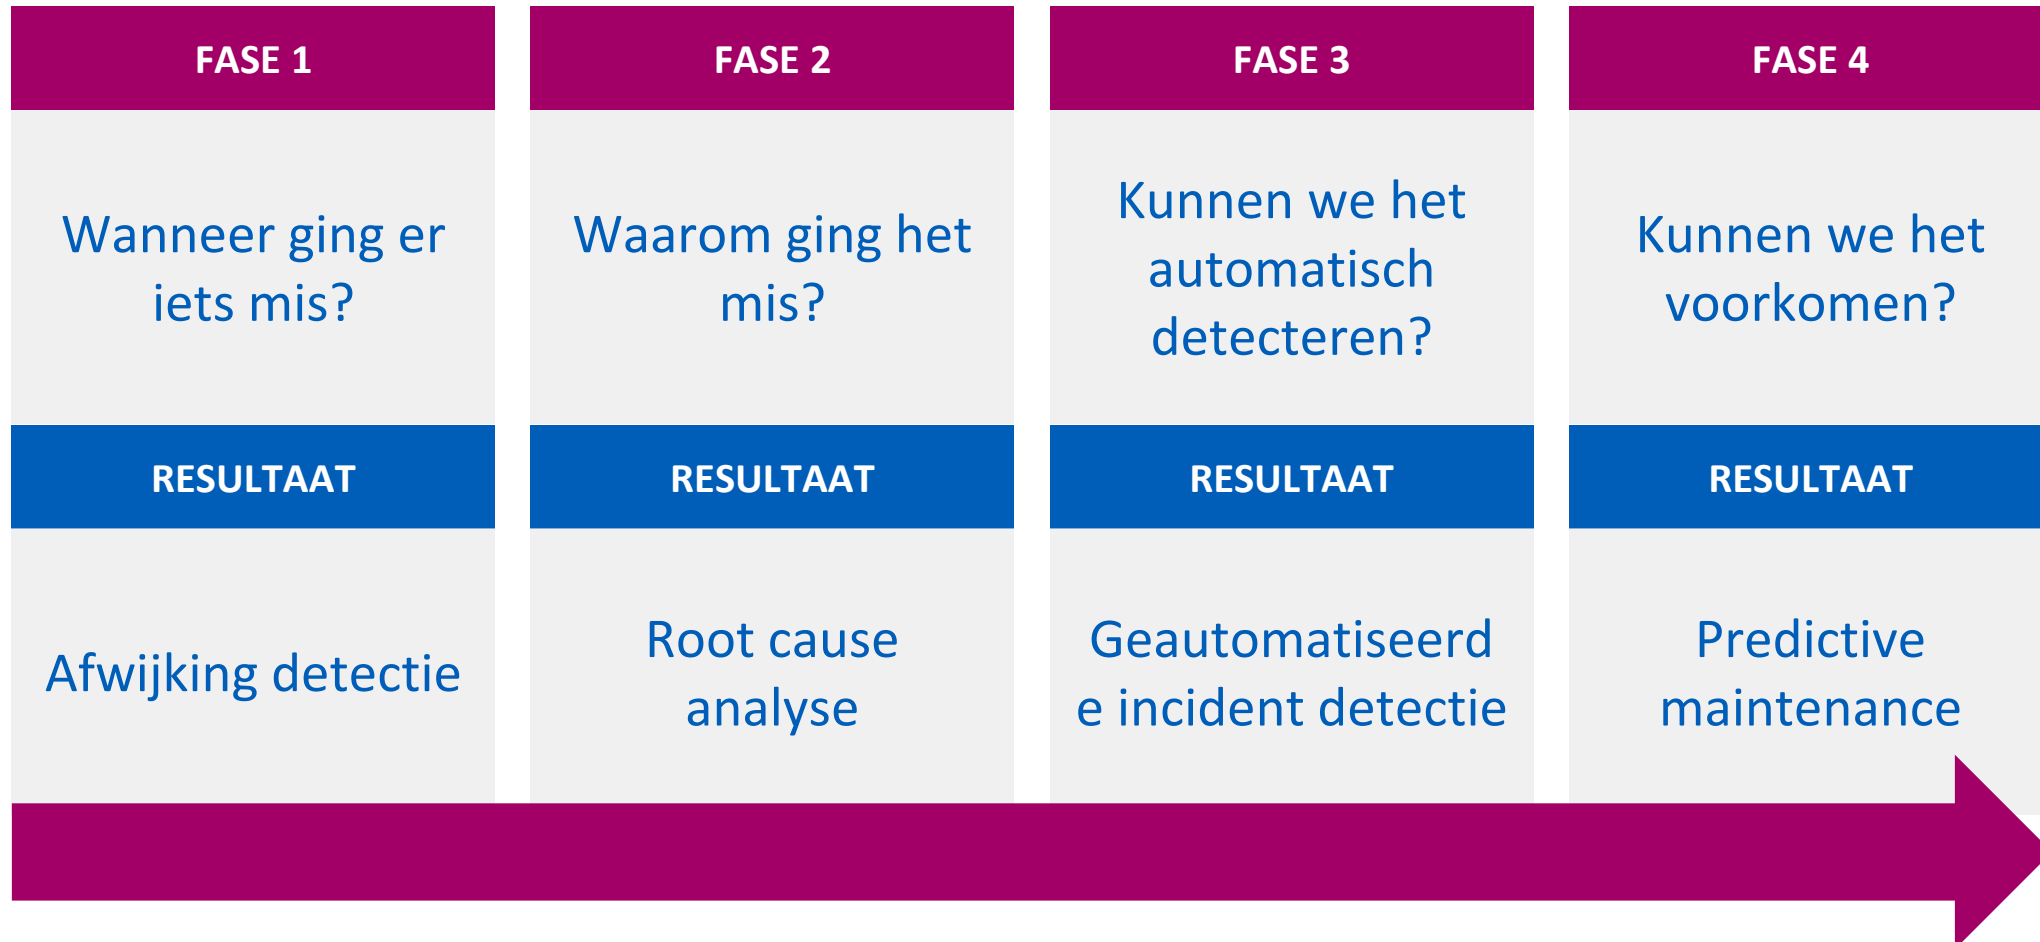 FASE 1
Wanneer ging er
iets mis?
RESULTAAT
Afwijking detectie
FASE 2
Waarom ging het
mis?
RESULTAAT
Root cause
analyse
FASE 3
Kunnen we het
automatisch
detecteren?
RESULTAAT
Geautomatiseerd
e incident detectie
FASE 4
Kunnen we het
voorkomen?
RESULTAAT
Predictive
maintenance